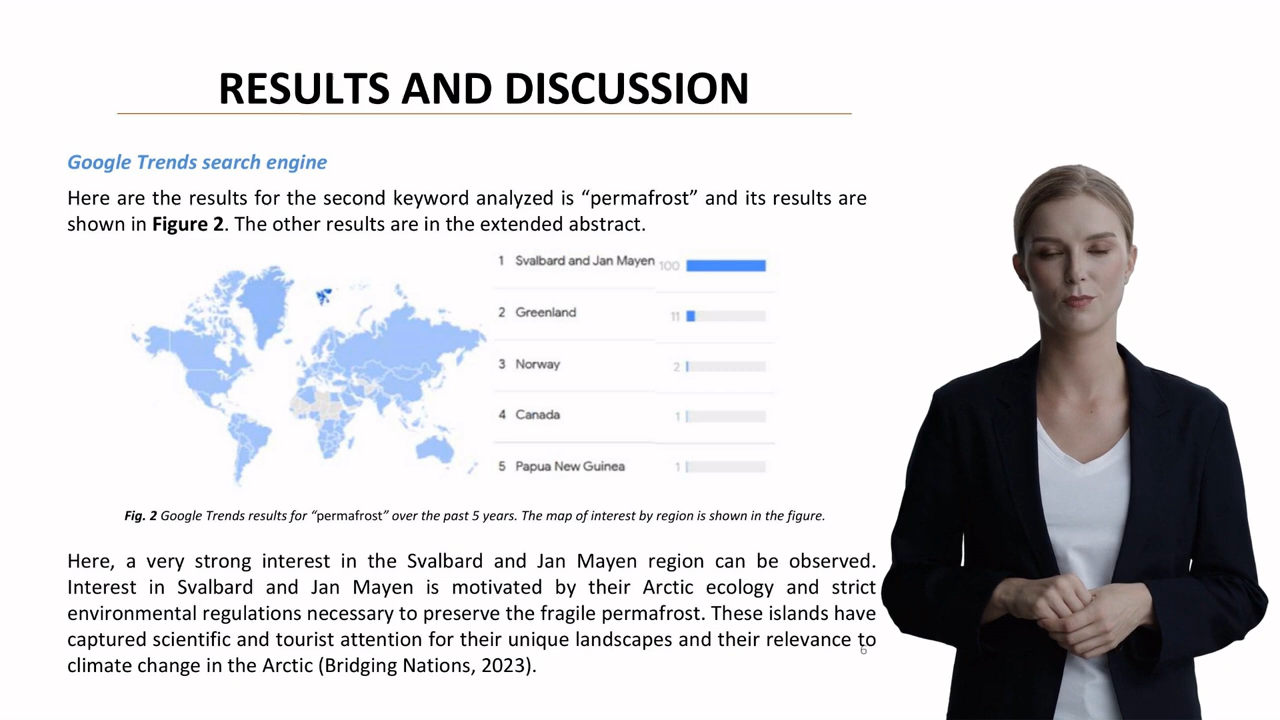 RESULTS AND DISCUSSION
Google Trends search engine
Here are the results for the second keyword analyzed is “permafrost” and its results are
shown in Figure 2. The other results are in the extended abstract.
1 Svalbard and Jan Mayen 100
2 Greenland 11
3 Norway 2
4 Canada 1
5 Papua New Guinea 1
Fig. 2 Google Trends results for “permafrost” over the past 5 years. The map of interest by region is shown in the figure.
Here, a very strong interest in the Svalbard and Jan Mayen region can be observed.
Interest in Svalbard and Jan Mayen is motivated by their Arctic ecology and strict
environmental regulations necessary to preserve the fragile permafrost. These islands have
captured scientific and tourist attention for their unique landscapes and their relevance to
climate change in the Arctic (Bridging Nations, 2023).
6